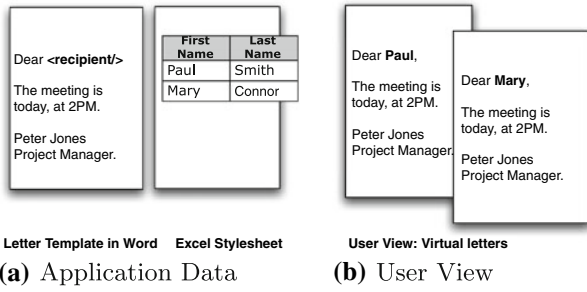 Dear <recipient/>
The meeting is
today, at 2PM.
Peter Jones
Project Manager.
First Name Last Name
Paul Smith
Mary Connor
Dear Paul,
The meeting is
today, at 2PM.
Peter Jones
Project Manager.
Dear Mary,
The meeting is
today, at 2PM.
Peter Jones
Project Manager.
Letter Template in Word Excel Stylesheet
User View: Virtual letters
(a) Application Data
(b) User View